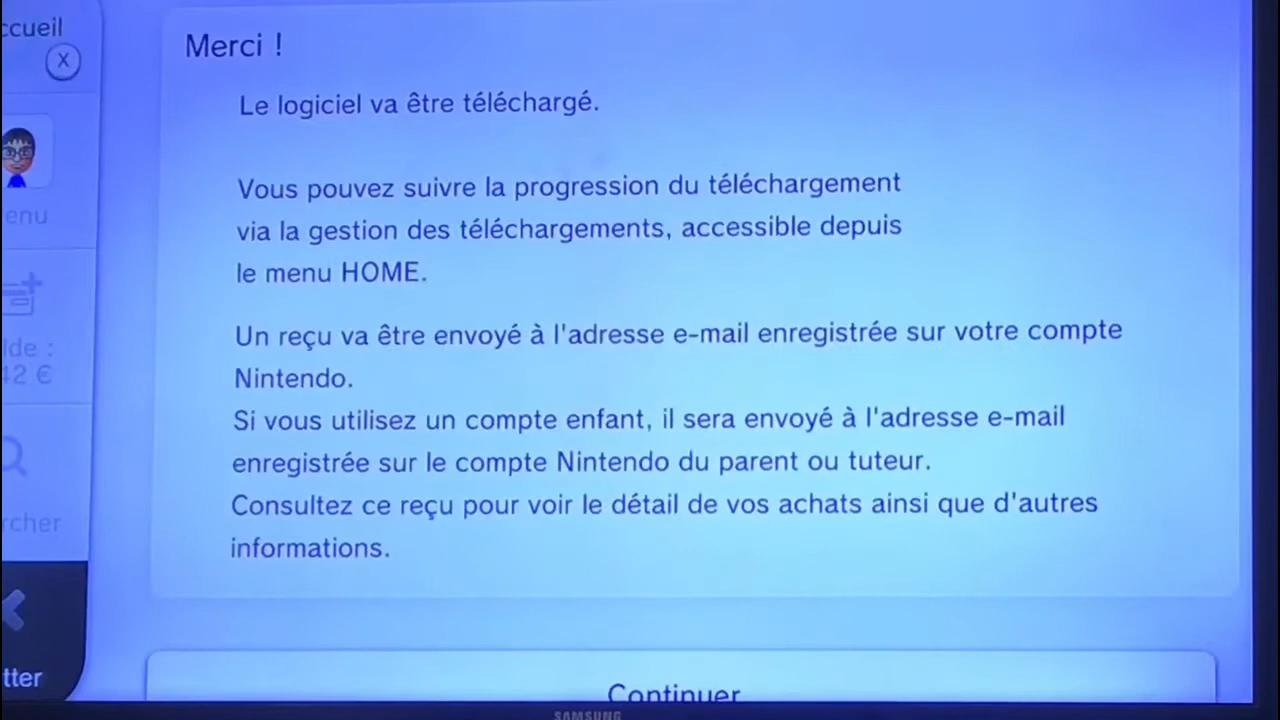 ccueil
X
enu
lde :
42 €
rcher
tter
Merci !
Le logiciel va être téléchargé.
Vous pouvez suivre la progression du téléchargement
via la gestion des téléchargements, accessible depuis
le menu HOME.
Un reçu va être envoyé à l'adresse e-mail enregistrée sur votre compte
Nintendo.
Si vous utilisez un compte enfant, il sera envoyé à l'adresse e-mail
enregistrée sur le compte Nintendo du parent ou tuteur.
Consultez ce reçu pour voir le détail de vos achats ainsi que d'autres
informations.
Continuer
SAMSUNG